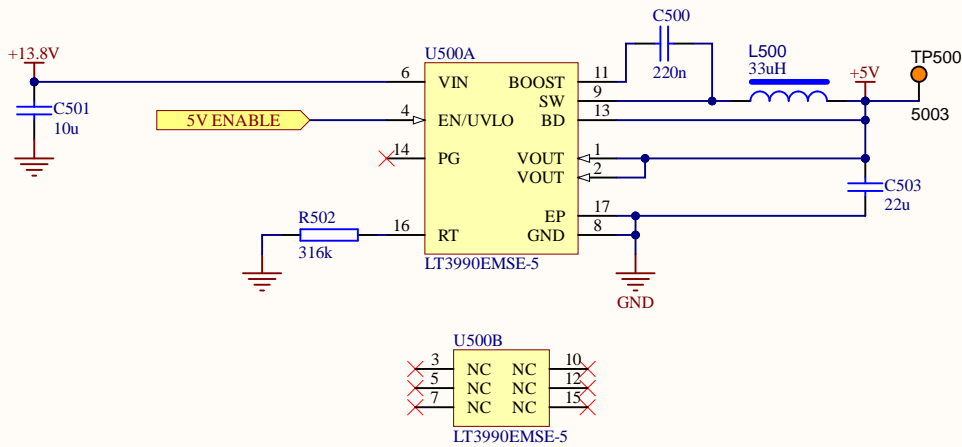 C500
220n
L500
33uH
TP500
5003
+5V
+13.8V
C501
10u
5V ENABLE
U500A
6 VIN BOOST 11
SW 9
4 EN/UVLO BD 13
14 PG VOUT 1
VOUT 2
EP 17
16 RT GND 8
LT3990EMSE-5
R502
316k
C503
22u
GND
U500B
3 NC NC 10
5 NC NC 12
7 NC NC 15
LT3990EMSE-5